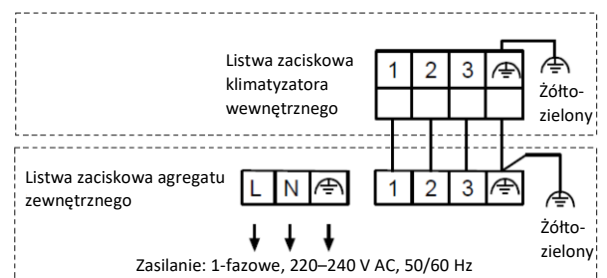 Listwa zaciskowa
klimatyzatora
wewnętrznego
1 2 3
Żółto-
zielony
Listwa zaciskowa agregatu
zewnętrznego
L N
1 2 3
Żółto-
zielony
Zasilanie: 1-fazowe, 220–240 V AC, 50/60 Hz